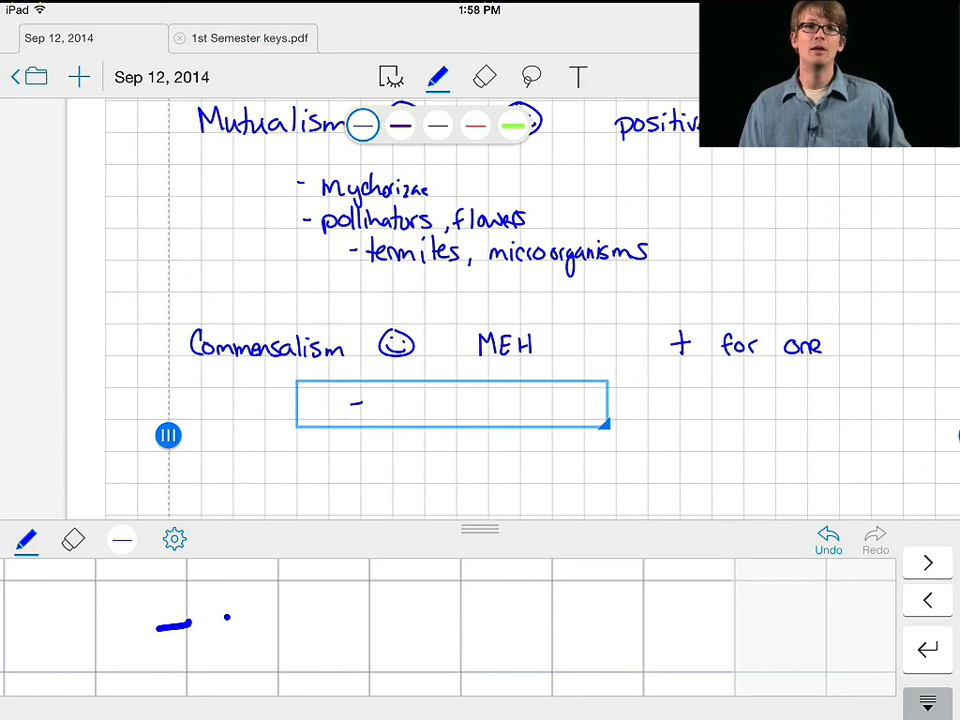 iPad 1:58 PM
Sep 12, 2014 1st Semester keys.pdf
Sep 12, 2014 T
Mutualism positiv
- Mychorizae
- pollinators, flowers
- termites, microorganisms
Commensalism MEH + for one
-
Undo Redo
-